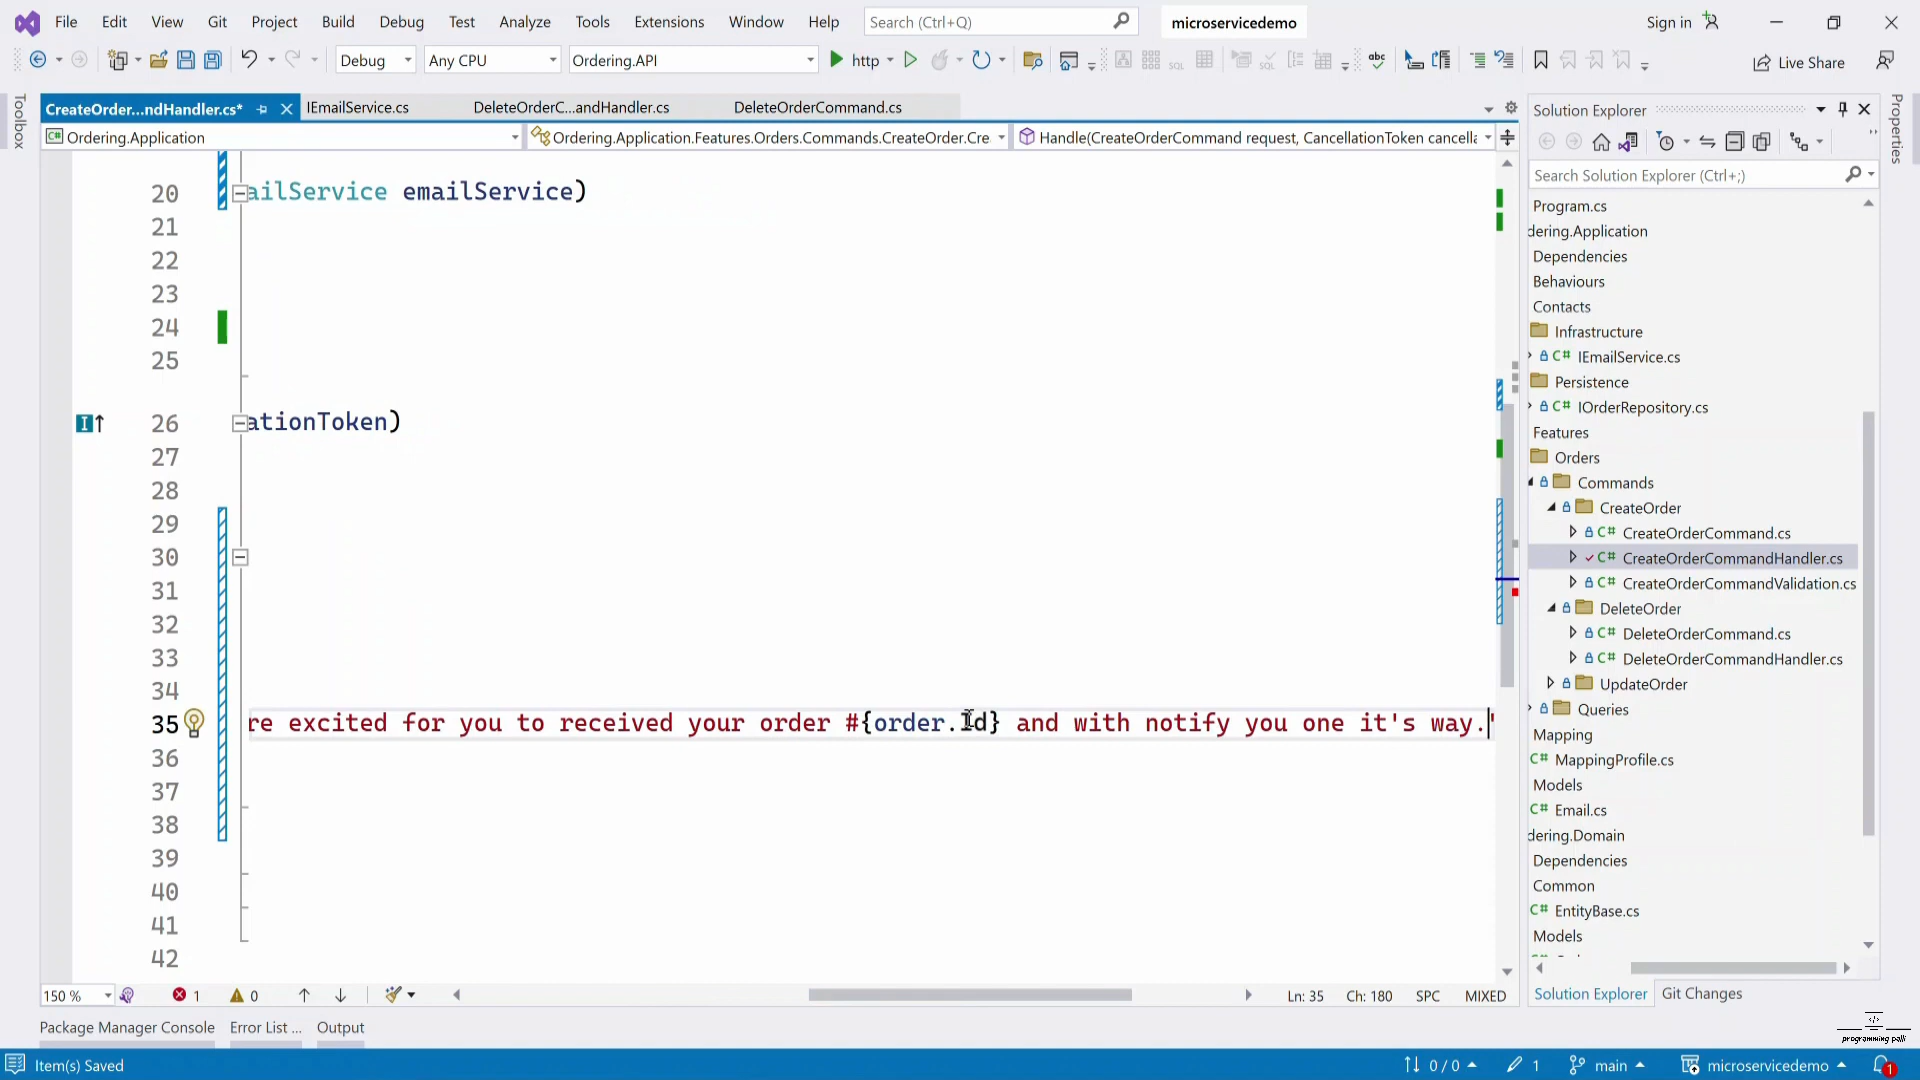 File Edit View Git Project Build Debug Test Analyze Tools Extensions Window Help Search (Ctrl+Q) microservicedemo Sign in
Debug Any CPU Ordering.API http Live Share
Toolbox
CreateOrder...ndHandler.cs* IEmailService.cs DeleteOrderC...andHandler.cs DeleteOrderCommand.cs
Ordering.Application Ordering.Application.Features.Orders.Commands.CreateOrder.Cre Handle(CreateOrderCommand request, CancellationToken cancella
20 ailService emailService)
21
22
23
24
25
26 ationToken)
27
28
29
30
31
32
33
34
35 re excited for you to received your order #{order.Id} and with notify you one it's way.'
36
37
38
39
40
41
42
150 % 1 0 Ln: 35 Ch: 180 SPC MIXED
Solution Explorer
Search Solution Explorer (Ctrl+;)
Program.cs
dering.Application
Dependencies
Behaviours
Contacts
Infrastructure
C# IEmailService.cs
Persistence
C# IOrderRepository.cs
Features
Orders
Commands
CreateOrder
C# CreateOrderCommand.cs
C# CreateOrderCommandHandler.cs
C# CreateOrderCommandValidation.cs
DeleteOrder
C# DeleteOrderCommand.cs
C# DeleteOrderCommandHandler.cs
UpdateOrder
Queries
Mapping
C# MappingProfile.cs
Models
C# Email.cs
dering.Domain
Dependencies
Common
C# EntityBase.cs
Models
Solution Explorer Git Changes
Properties
Package Manager Console Error List ... Output
</> programming palli
Item(s) Saved 0 / 0 1 main microservicedemo 1